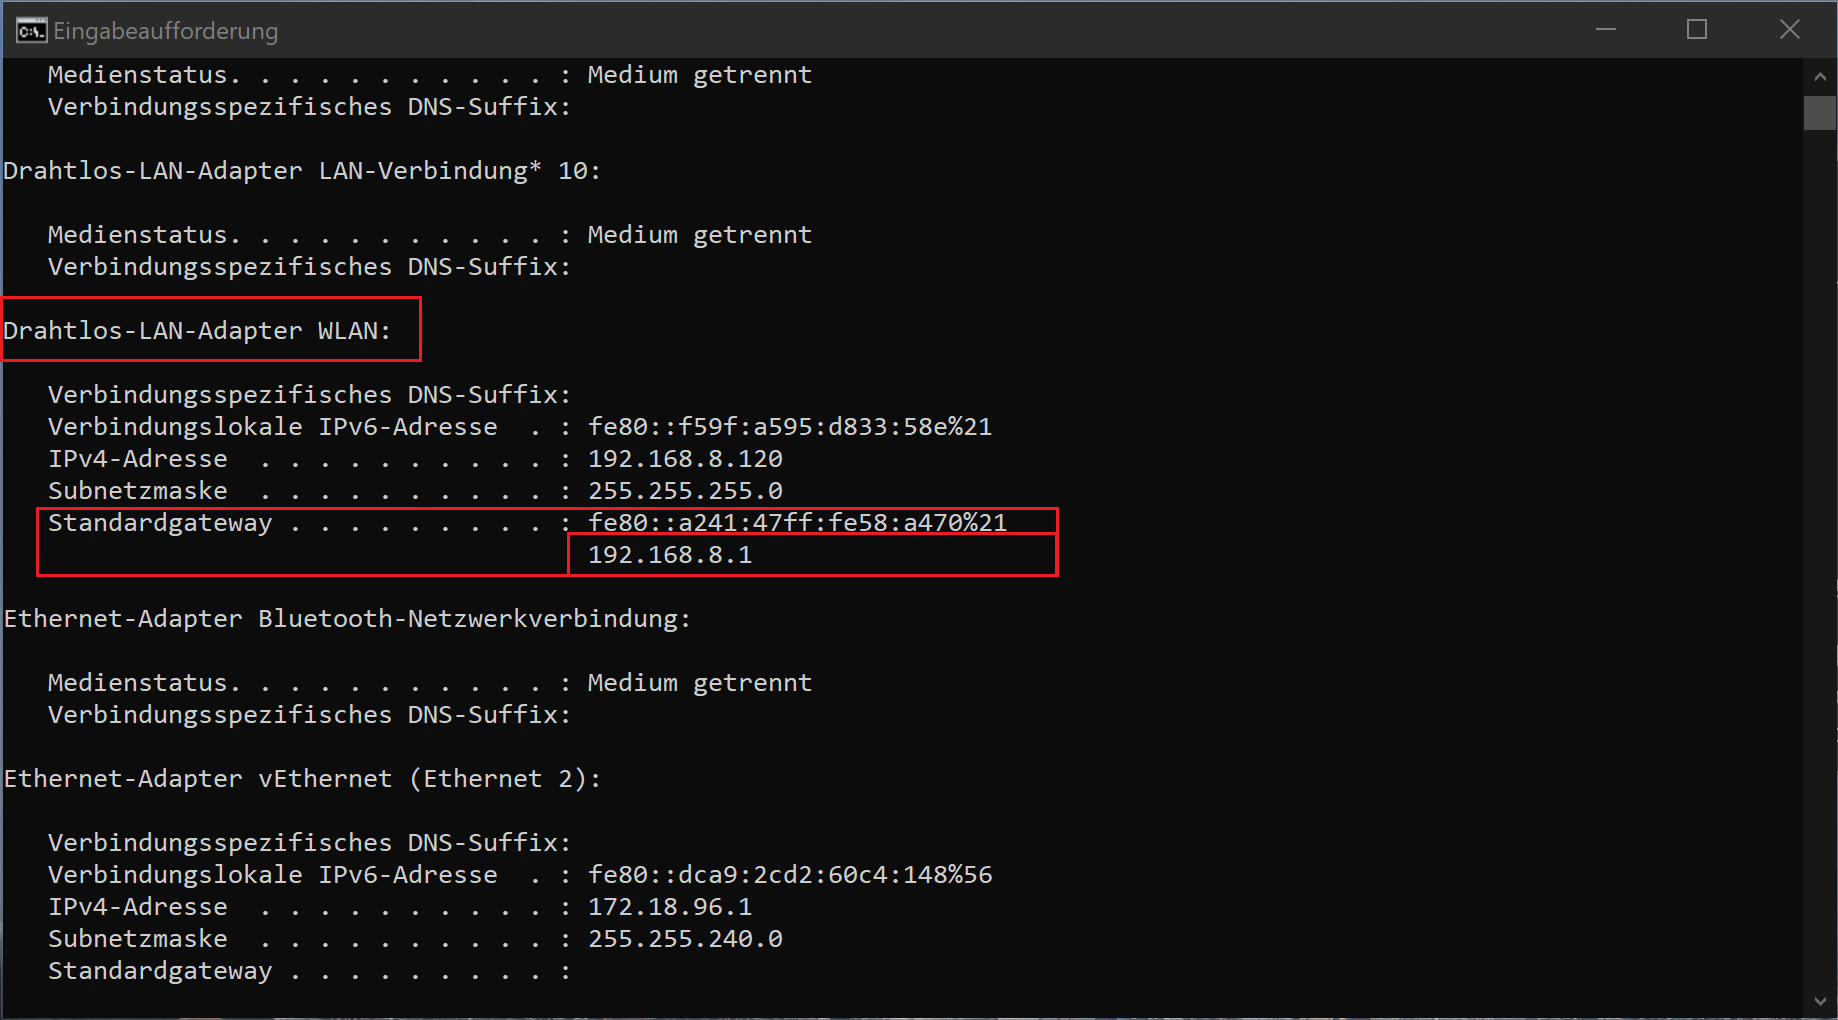 Eingabeaufforderung
Medienstatus. . . . . . . . . . . : Medium getrennt
Verbindungsspezifisches DNS-Suffix:
Drahtlos-LAN-Adapter LAN-Verbindung* 10:
Medienstatus. . . . . . . . . . . : Medium getrennt
Verbindungsspezifisches DNS-Suffix:
Drahtlos-LAN-Adapter WLAN:
Verbindungsspezifisches DNS-Suffix:
Verbindungslokale IPv6-Adresse  . : fe80::f59f:a595:d833:58e%21
IPv4-Adresse  . . . . . . . . . . : 192.168.8.120
Subnetzmaske  . . . . . . . . . . : 255.255.255.0
Standardgateway . . . . . . . . . : fe80::a241:47ff:fe58:a470%21
192.168.8.1
Ethernet-Adapter Bluetooth-Netzwerkverbindung:
Medienstatus. . . . . . . . . . . : Medium getrennt
Verbindungsspezifisches DNS-Suffix:
Ethernet-Adapter vEthernet (Ethernet 2):
Verbindungsspezifisches DNS-Suffix:
Verbindungslokale IPv6-Adresse  . : fe80::dca9:2cd2:60c4:148%56
IPv4-Adresse  . . . . . . . . . . : 172.18.96.1
Subnetzmaske  . . . . . . . . . . : 255.255.240.0
Standardgateway . . . . . . . . . :